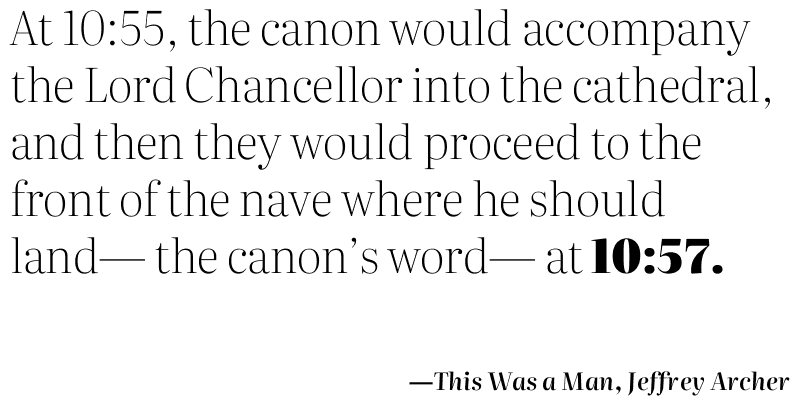 At 10:55, the canon would accompany
the Lord Chancellor into the cathedral,
and then they would proceed to the
front of the nave where he should
land— the canon’s word— at 10:57.
—This Was a Man, Jeffrey Archer